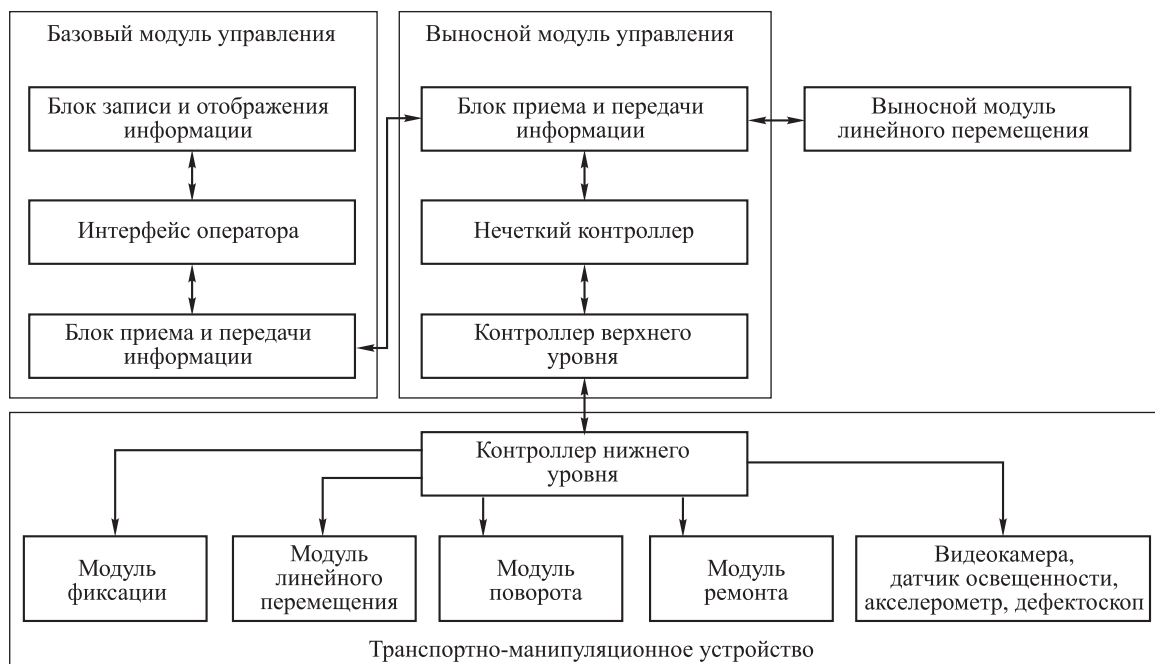 Базовый модуль управления
Блок записи и отображения
информации
Интерфейс оператора
Блок приема и передачи
информации
Выносной модуль управления
Блок приема и передачи
информации
Нечеткий контроллер
Контроллер верхнего
уровня
Выносной модуль
линейного перемещения
Контроллер нижнего
уровня
Модуль
фиксации
Модуль
линейного
перемещения
Модуль
поворота
Модуль
ремонта
Видеокамера,
датчик освещенности,
акселерометр, дефектоскоп
Транспортно-манипуляционное устройство